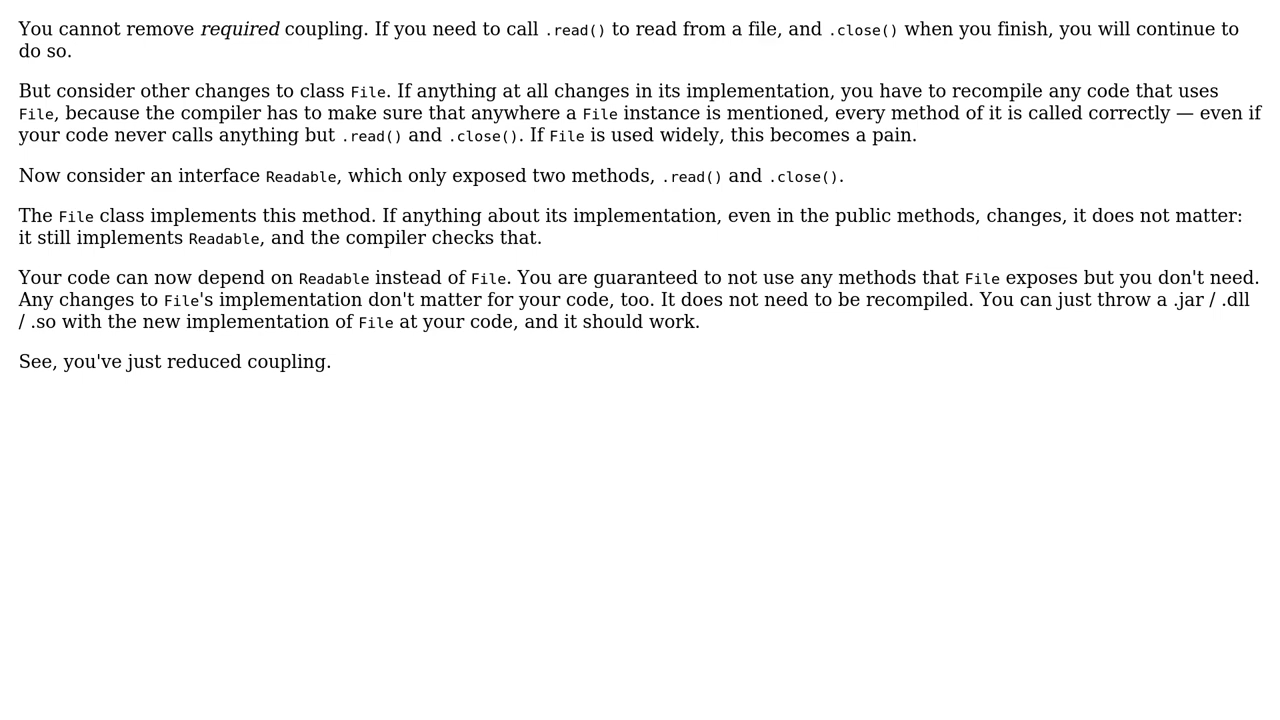 You cannot remove required coupling. If you need to call .read() to read from a file, and .close() when you finish, you will continue to
do so.
But consider other changes to class File. If anything at all changes in its implementation, you have to recompile any code that uses
File, because the compiler has to make sure that anywhere a File instance is mentioned, every method of it is called correctly — even if
your code never calls anything but .read() and .close(). If File is used widely, this becomes a pain.
Now consider an interface Readable, which only exposed two methods, .read() and .close().
The File class implements this method. If anything about its implementation, even in the public methods, changes, it does not matter:
it still implements Readable, and the compiler checks that.
Your code can now depend on Readable instead of File. You are guaranteed to not use any methods that File exposes but you don't need.
Any changes to File's implementation don't matter for your code, too. It does not need to be recompiled. You can just throw a .jar / .dll
/ .so with the new implementation of File at your code, and it should work.
See, you've just reduced coupling.